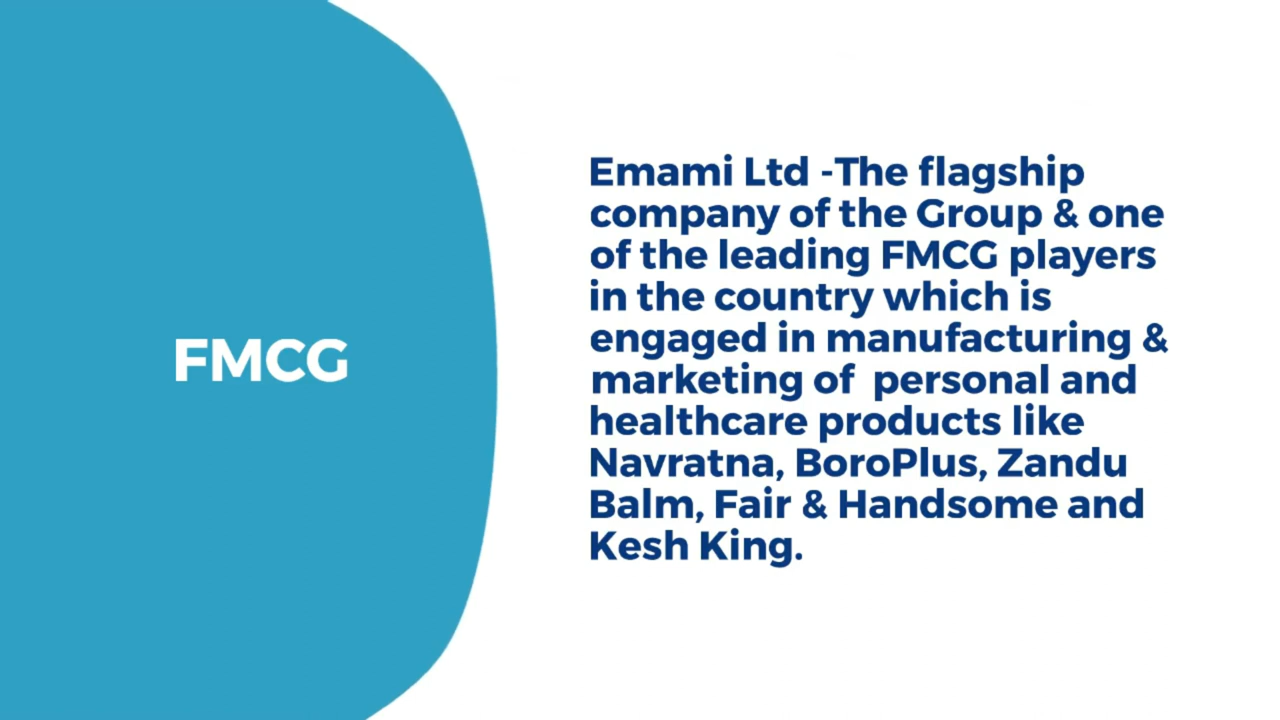 FMCG
Emami Ltd -The flagship
company of the Group & one
of the leading FMCG players
in the country which is
engaged in manufacturing &
marketing of  personal and
healthcare products like
Navratna, BoroPlus, Zandu
Balm, Fair & Handsome and
Kesh King.